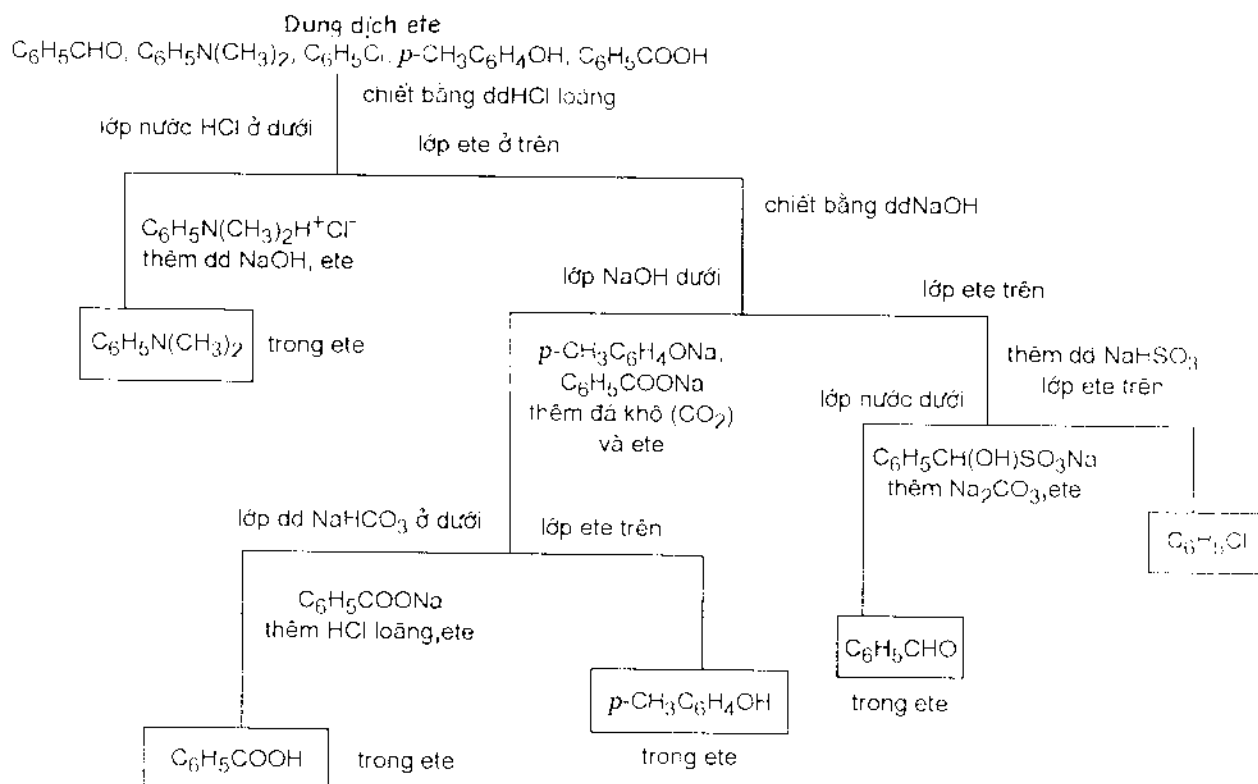 Dung dịch ete
C₆H₅CHO, C₆H₅N(CH₃)₂, C₆H₅Cl, p-CH₃C₆H₄OH, C₆H₅COOH
chiết bằng ddHCl loãng
lớp nước HCl ở dưới
lớp ete ở trên
chiết bằng ddNaOH
C₆H₅N(CH₃)₂H⁺Cl⁻
thêm dd NaOH, ete
lớp NaOH dưới
lớp ete trên
C₆H₅N(CH₃)₂
trong ete
p-CH₃C₆H₄ONa,
C₆H₅COONa
thêm đá khô (CO₂)
và ete
thêm dd NaHSO₃
lớp ete trên
lớp nước dưới
C₆H₅CH(OH)SO₃Na
thêm Na₂CO₃,ete
C₆H₅Cl
lớp dd NaHCO₃ ở dưới
lớp ete trên
C₆H₅COONa
thêm HCl loãng,ete
C₆H₅CHO
trong ete
p-CH₃C₆H₄OH
trong ete
C₆H₅COOH
trong ete